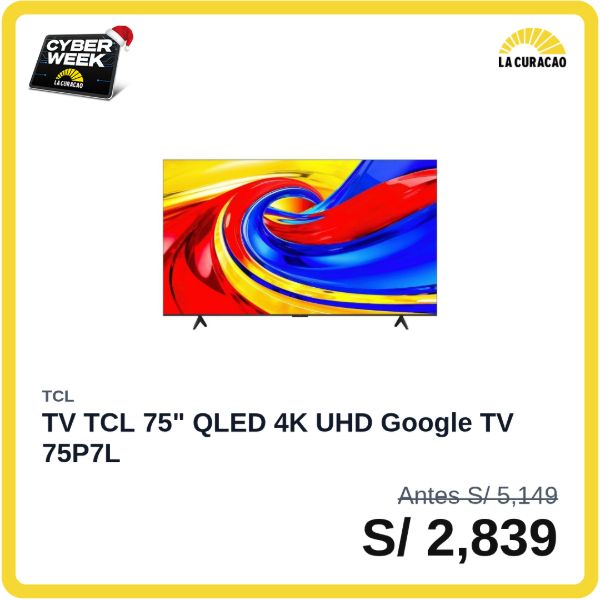 CYBER
WEEK
LA CURACAO
LA CURACAO
TCL
TV TCL 75" QLED 4K UHD Google TV
75P7L
Antes S/ 5,149
S/ 2,839